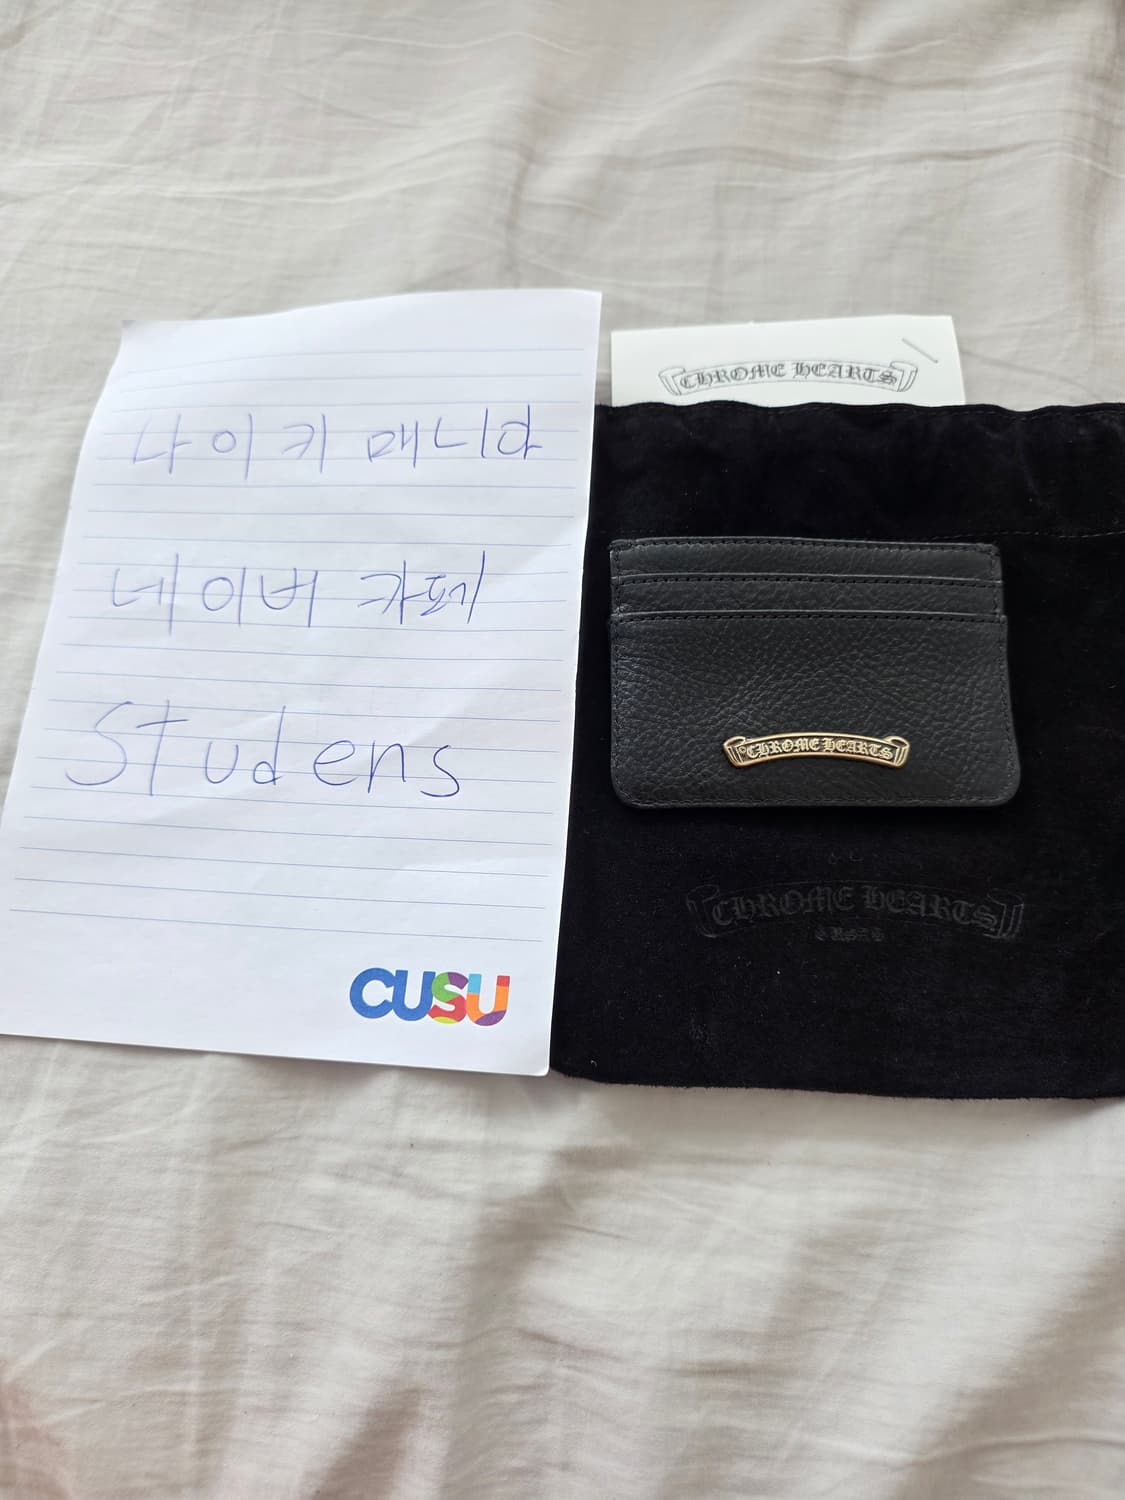 나이키 매니아
네이버 카페
Studens
CUSU
CHROME HEARTS
CHROME HEARTS
CHROME HEARTS